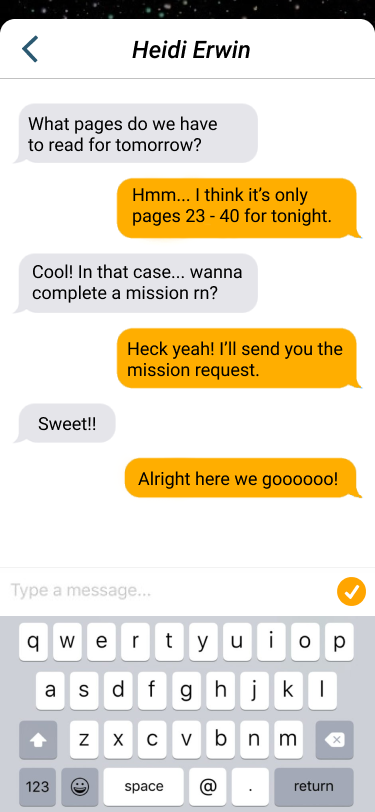 Heidi Erwin
What pages do we have
to read for tomorrow?
Hmm... I think it's only
pages 23 - 40 for tonight.
Cool! In that case... wanna
complete a mission rn?
Heck yeah! I'll send you the
mission request.
Sweet!!
Alright here we goooooo!
Type a message...
q w e r t y u i o p
a s d f g h j k l
z x c v b n m
123 space @ . return